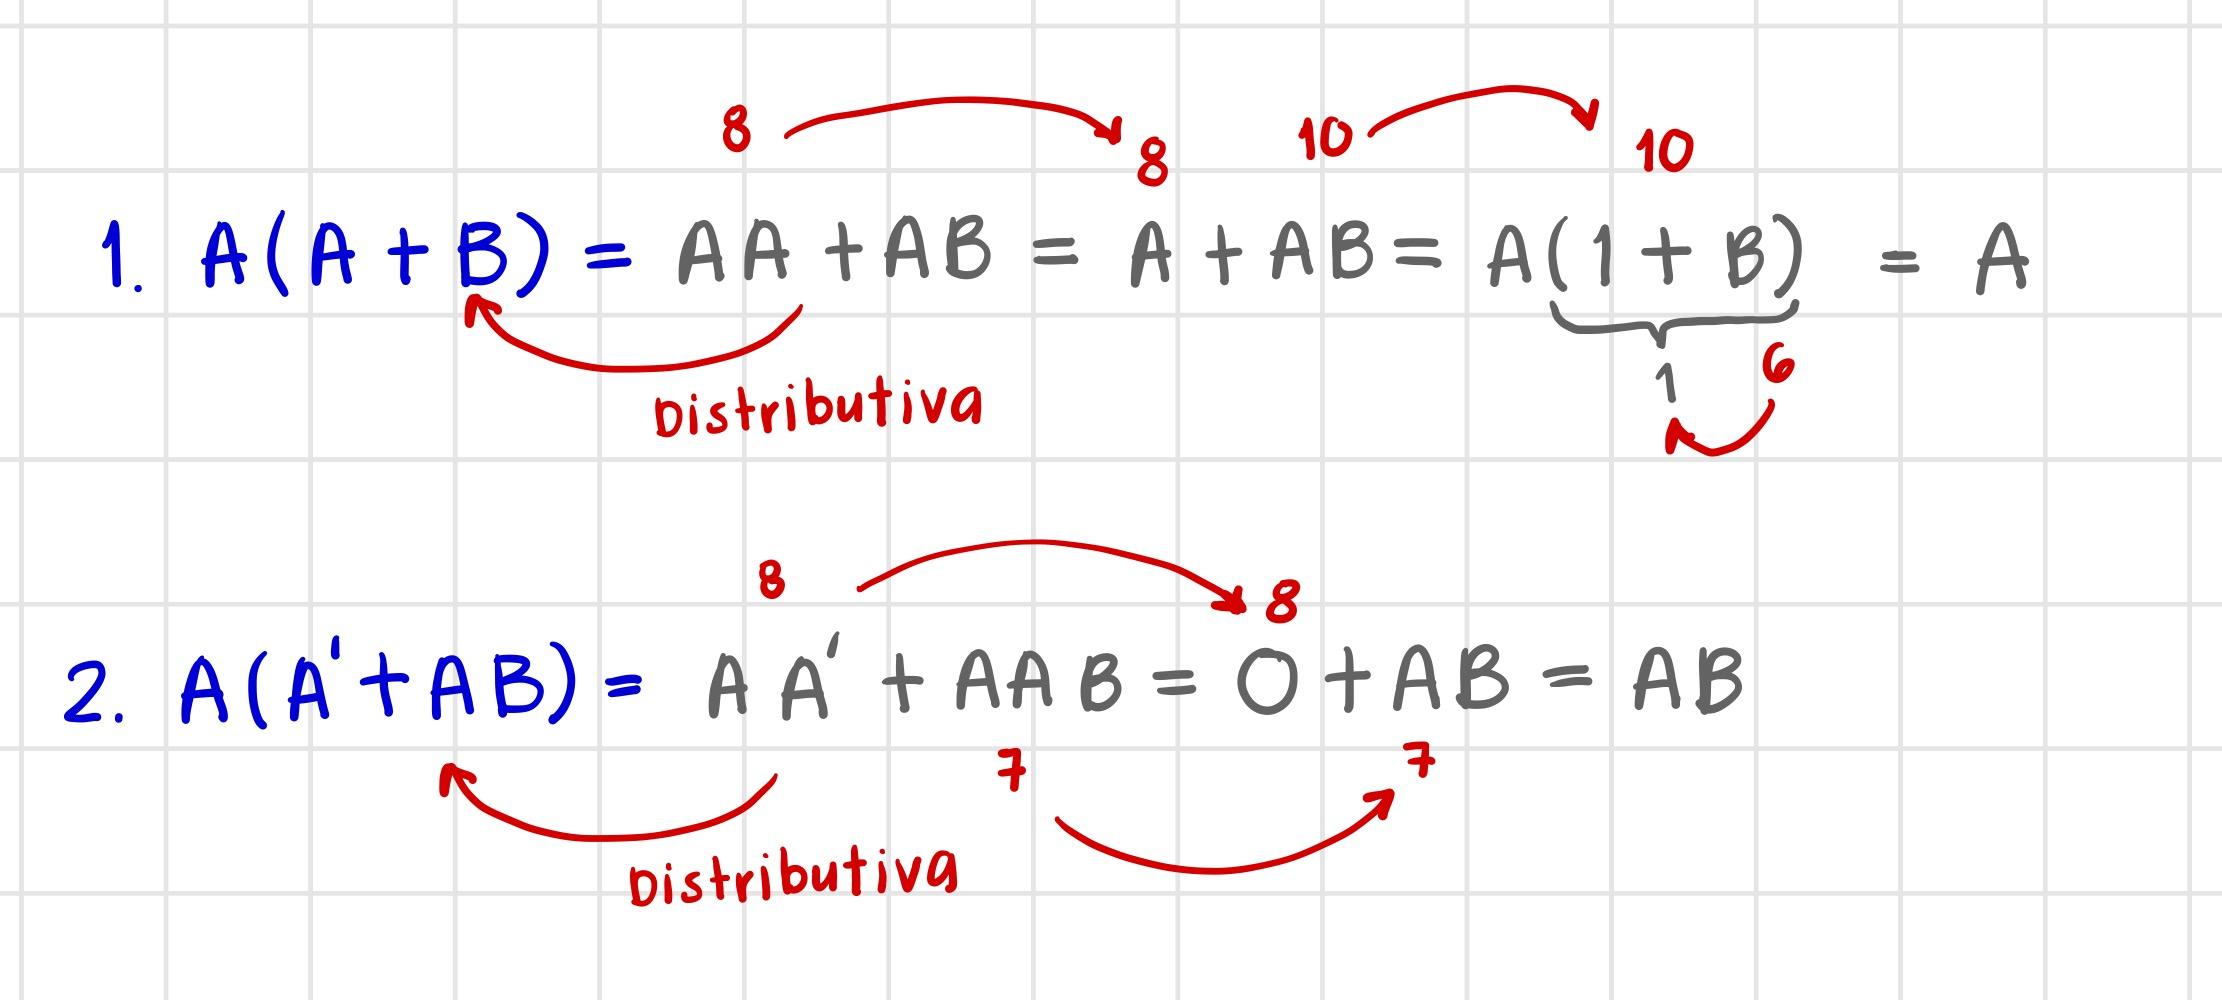 8 8 10 10
1. A(A+B) = AA+AB = A+AB = A(1+B) = A
1 6
Distributiva
8 8
2. A(A'+AB) = AA'+AAB = 0+AB = AB
7 7
Distributiva